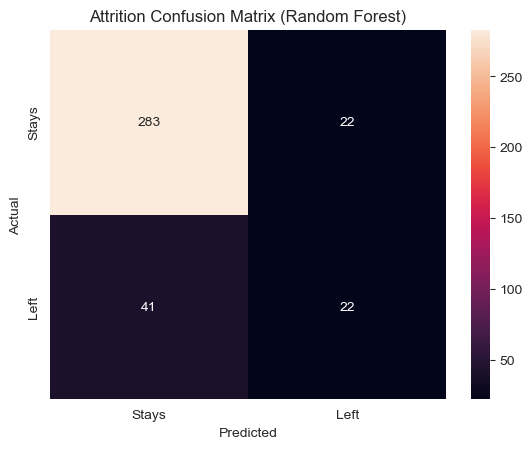 Attrition Confusion Matrix (Random Forest)
Actual
Stays
283
22
Left
41
22
Stays
Left
Predicted
250
200
150
100
50